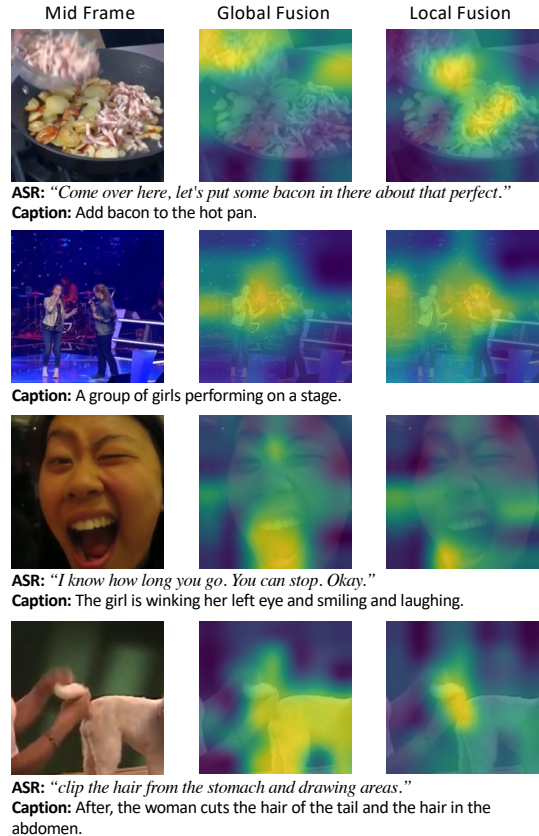 Mid Frame Global Fusion Local Fusion
ASR: “Come over here, let's put some bacon in there about that perfect.”
Caption: Add bacon to the hot pan.
Caption: A group of girls performing on a stage.
ASR: “I know how long you go. You can stop. Okay.”
Caption: The girl is winking her left eye and smiling and laughing.
ASR: “clip the hair from the stomach and drawing areas.”
Caption: After, the woman cuts the hair of the tail and the hair in the
abdomen.